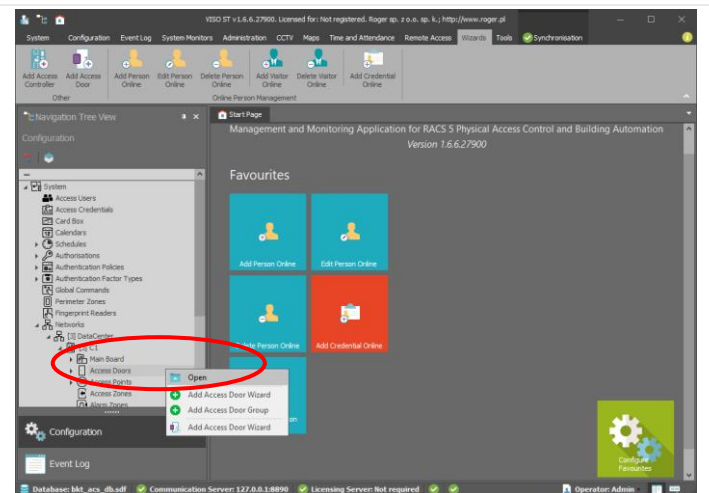 VISO ST v1.6.6.27900. Licensed for: Not registered. Roger sp. z o.o. sp. k.; http://www.roger.pl
System Configuration Event Log System Monitors Administration CCTV Maps Time and Attendance Remote Access Wizards Tools Synchronisation
Add Access Controller
Add Access Door
Add Person Online
Edit Person Online
Delete Person Online
Add Visitor Online
Delete Visitor Online
Add Credential Online
Other
Online Person Management
Navigation Tree View
Start Page
Configuration
Management and Monitoring Application for RACS 5 Physical Access Control and Building Automation
Version 1.6.6.27900
Favourites
System
Access Users
Access Credentials
Card Box
Calendars
Schedules
Authorisations
Authentication Policies
Authentication Factor Types
Global Commands
Perimeter Zones
Fingerprint Readers
Networks
[3] DataCenter
C1
Main Board
Access Doors
Access Points
Access Zones
Alarm Zones
Add Person Online
Edit Person Online
Person Online
Add Credential Online
Open
Add Access Door Wizard
Add Access Door Group
Add Access Door Wizard
Configuration
Event Log
Configure Favourites
Database: bkt_acs_db.sdf Communication Server: 127.0.0.1:8890 Licensing Server: Not required Operator: Admin